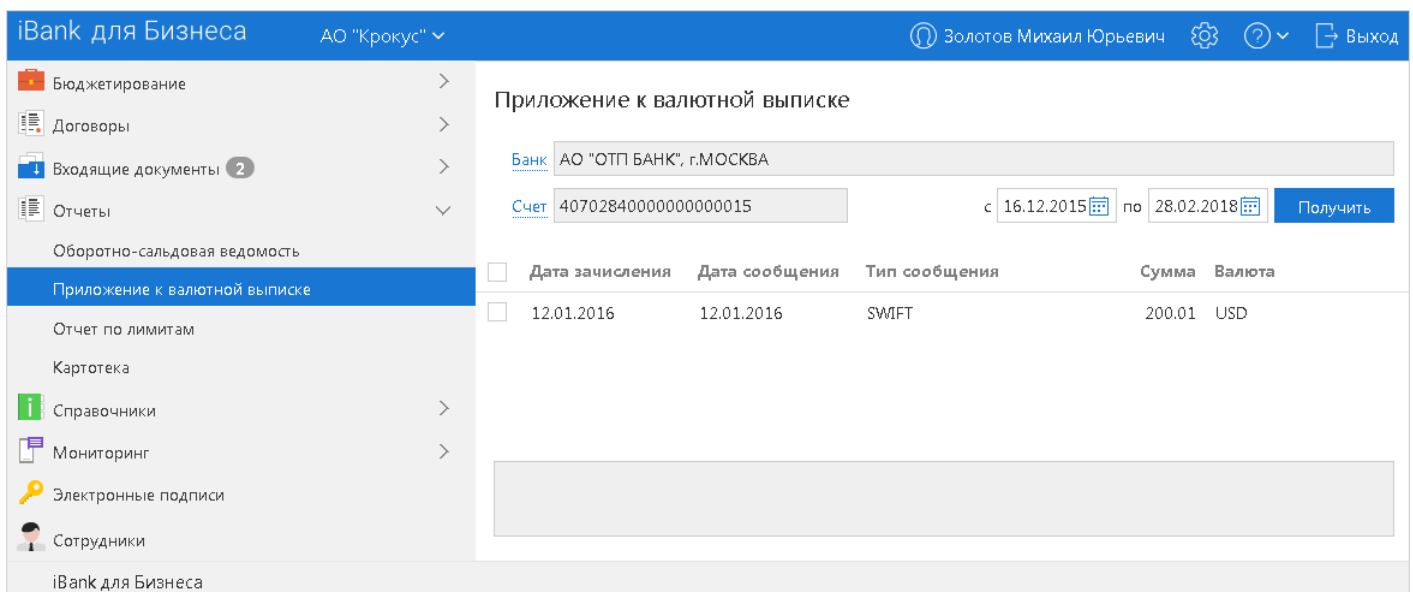 iBank для Бизнеса АО "Крокус" Золотов Михаил Юрьевич ? Выход
Бюджетирование
Договоры
Входящие документы 2
Отчеты
Оборотно-сальдовая ведомость
Приложение к валютной выписке
Отчет по лимитам
Картотека
Справочники
Мониторинг
Электронные подписи
Сотрудники
iBank для Бизнеса
Приложение к валютной выписке
Банк АО "ОТП БАНК", г.МОСКВА
Счет 40702840000000000015 с 16.12.2015 по 28.02.2018 Получить
Дата зачисления Дата сообщения Тип сообщения Сумма Валюта
12.01.2016 12.01.2016 SWIFT 200.01 USD